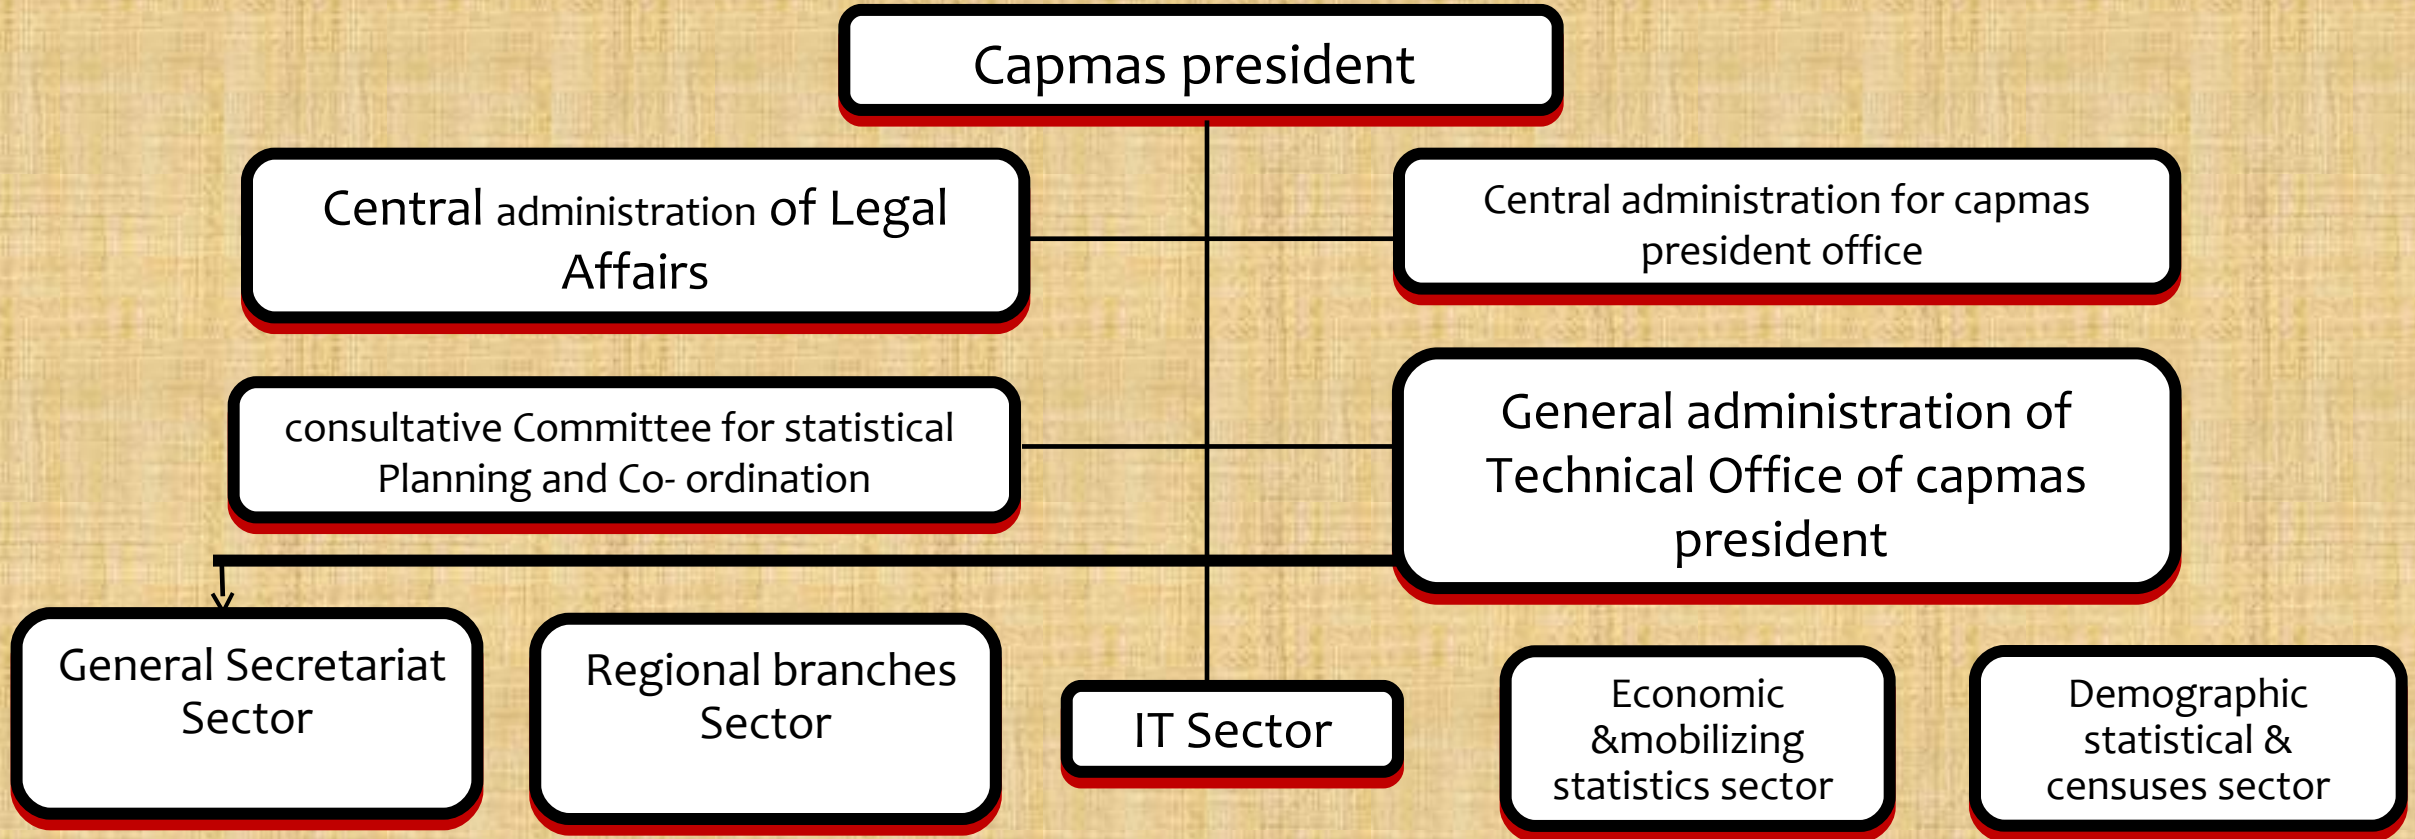 Capmas president
Central administration of Legal
Affairs
Central administration for capmas
president office
consultative Committee for statistical
Planning and Co- ordination
General administration of
Technical Office of capmas
president
General Secretariat
Sector
Regional branches
Sector
IT Sector
Economic
&mobilizing
statistics sector
Demographic
statistical &
censuses sector